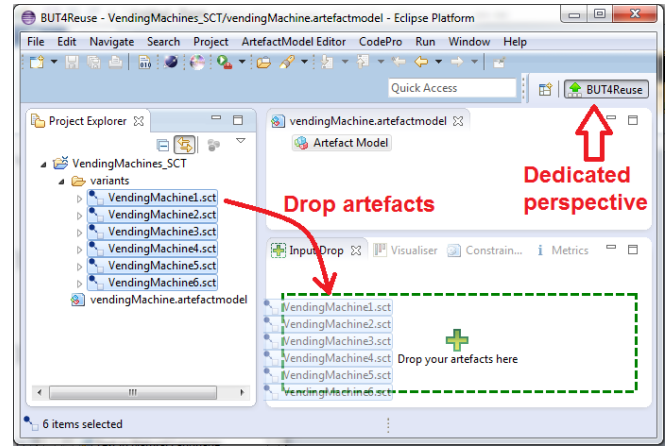 BUT4Reuse - VendingMachines_SCT/vendingMachine.artefactmodel - Eclipse Platform
File Edit Navigate Search Project ArtefactModel Editor CodePro Run Window Help
Quick Access
BUT4Reuse
Project Explorer
VendingMachines_SCT
variants
VendingMachine1.sct
VendingMachine2.sct
VendingMachine3.sct
VendingMachine4.sct
VendingMachine5.sct
VendingMachine6.sct
vendingMachine.artefactmodel
vendingMachine.artefactmodel
Artefact Model
Dedicated
perspective
Drop artefacts
Input Drop Visualiser Constrain... Metrics
VendingMachine1.sct
VendingMachine2.sct
VendingMachine3.sct
VendingMachine4.sct
VendingMachine5.sct
VendingMachine6.sct
Drop your artefacts here
6 items selected